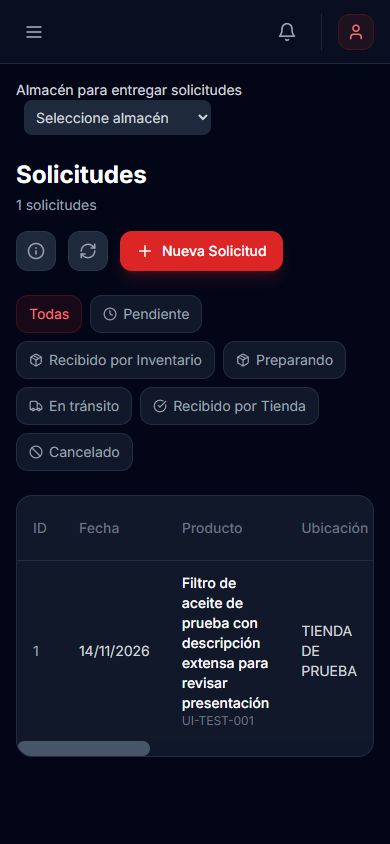 Almacén para entregar solicitudes
Seleccione almacén
Solicitudes
1 solicitudes
Nueva Solicitud
Todas
Pendiente
Recibido por Inventario
Preparando
En tránsito
Recibido por Tienda
Cancelado
ID Fecha Producto Ubicación
1 14/11/2026
Filtro de
aceite de
prueba con
descripción
extensa para
revisar
presentación
UI-TEST-001
TIENDA
DE
PRUEBA